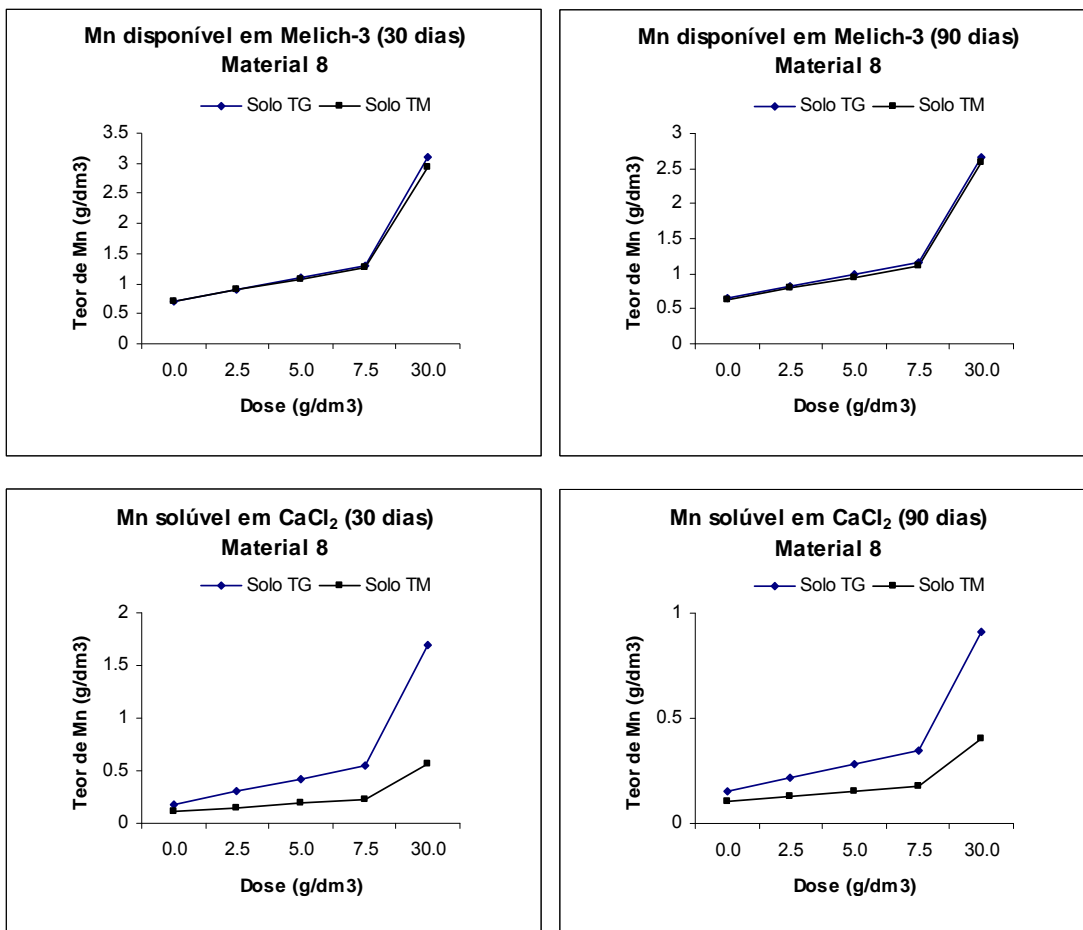 Mn disponível em Melich-3 (30 dias)
Material 8
Solo TG Solo TM
3.5
3
2.5
2
1.5
1
0.5
0
Teor de Mn (g/dm3)
0.0 2.5 5.0 7.5 30.0
Dose (g/dm3)
Mn disponível em Melich-3 (90 dias)
Material 8
Solo TG Solo TM
3
2.5
2
1.5
1
0.5
0
Teor de Mn (g/dm3)
0.0 2.5 5.0 7.5 30.0
Dose (g/dm3)
Mn solúvel em CaCl₂ (30 dias)
Material 8
Solo TG Solo TM
2
1.5
1
0.5
0
Teor de Mn (g/dm3)
0.0 2.5 5.0 7.5 30.0
Dose (g/dm3)
Mn solúvel em CaCl₂ (90 dias)
Material 8
Solo TG Solo TM
1
0.5
0
Teor de Mn (g/dm3)
0.0 2.5 5.0 7.5 30.0
Dose (g/dm3)